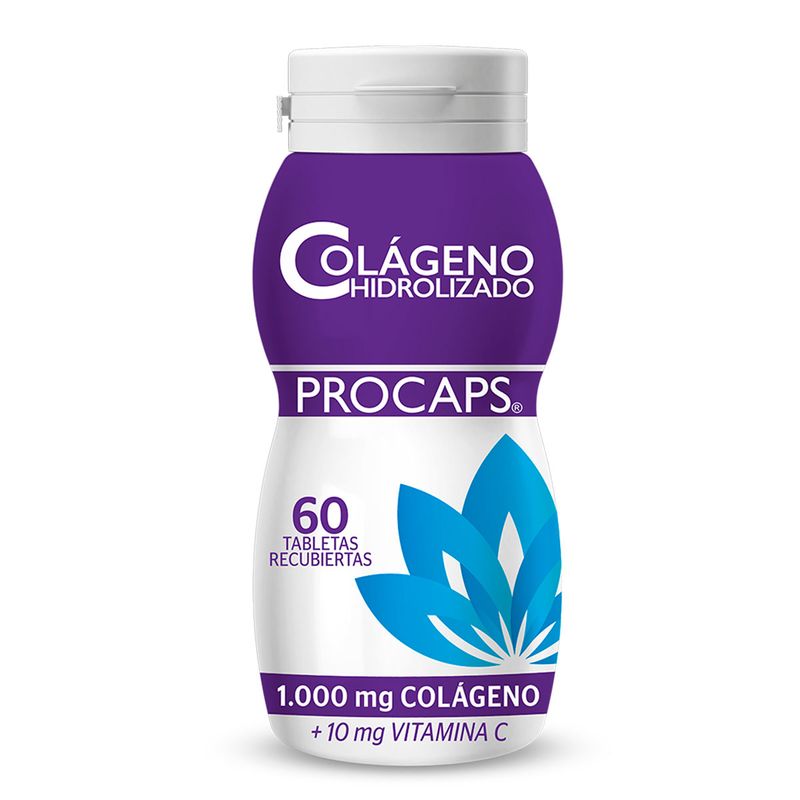 COLÁGENO
HIDROLIZADO
PROCAPS®
60
TABLETAS
RECUBIERTAS
1.000 mg COLÁGENO
+ 10 mg VITAMINA C